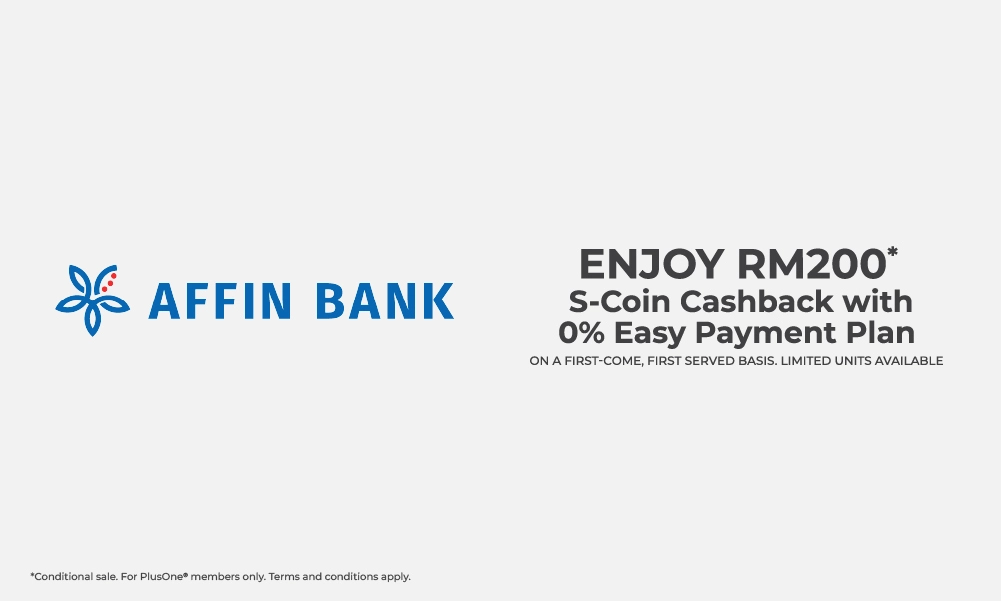 AFFIN BANK
ENJOY RM200*
S-Coin Cashback with
0% Easy Payment Plan
ON A FIRST-COME, FIRST SERVED BASIS. LIMITED UNITS AVAILABLE
*Conditional sale. For PlusOne® members only. Terms and conditions apply.